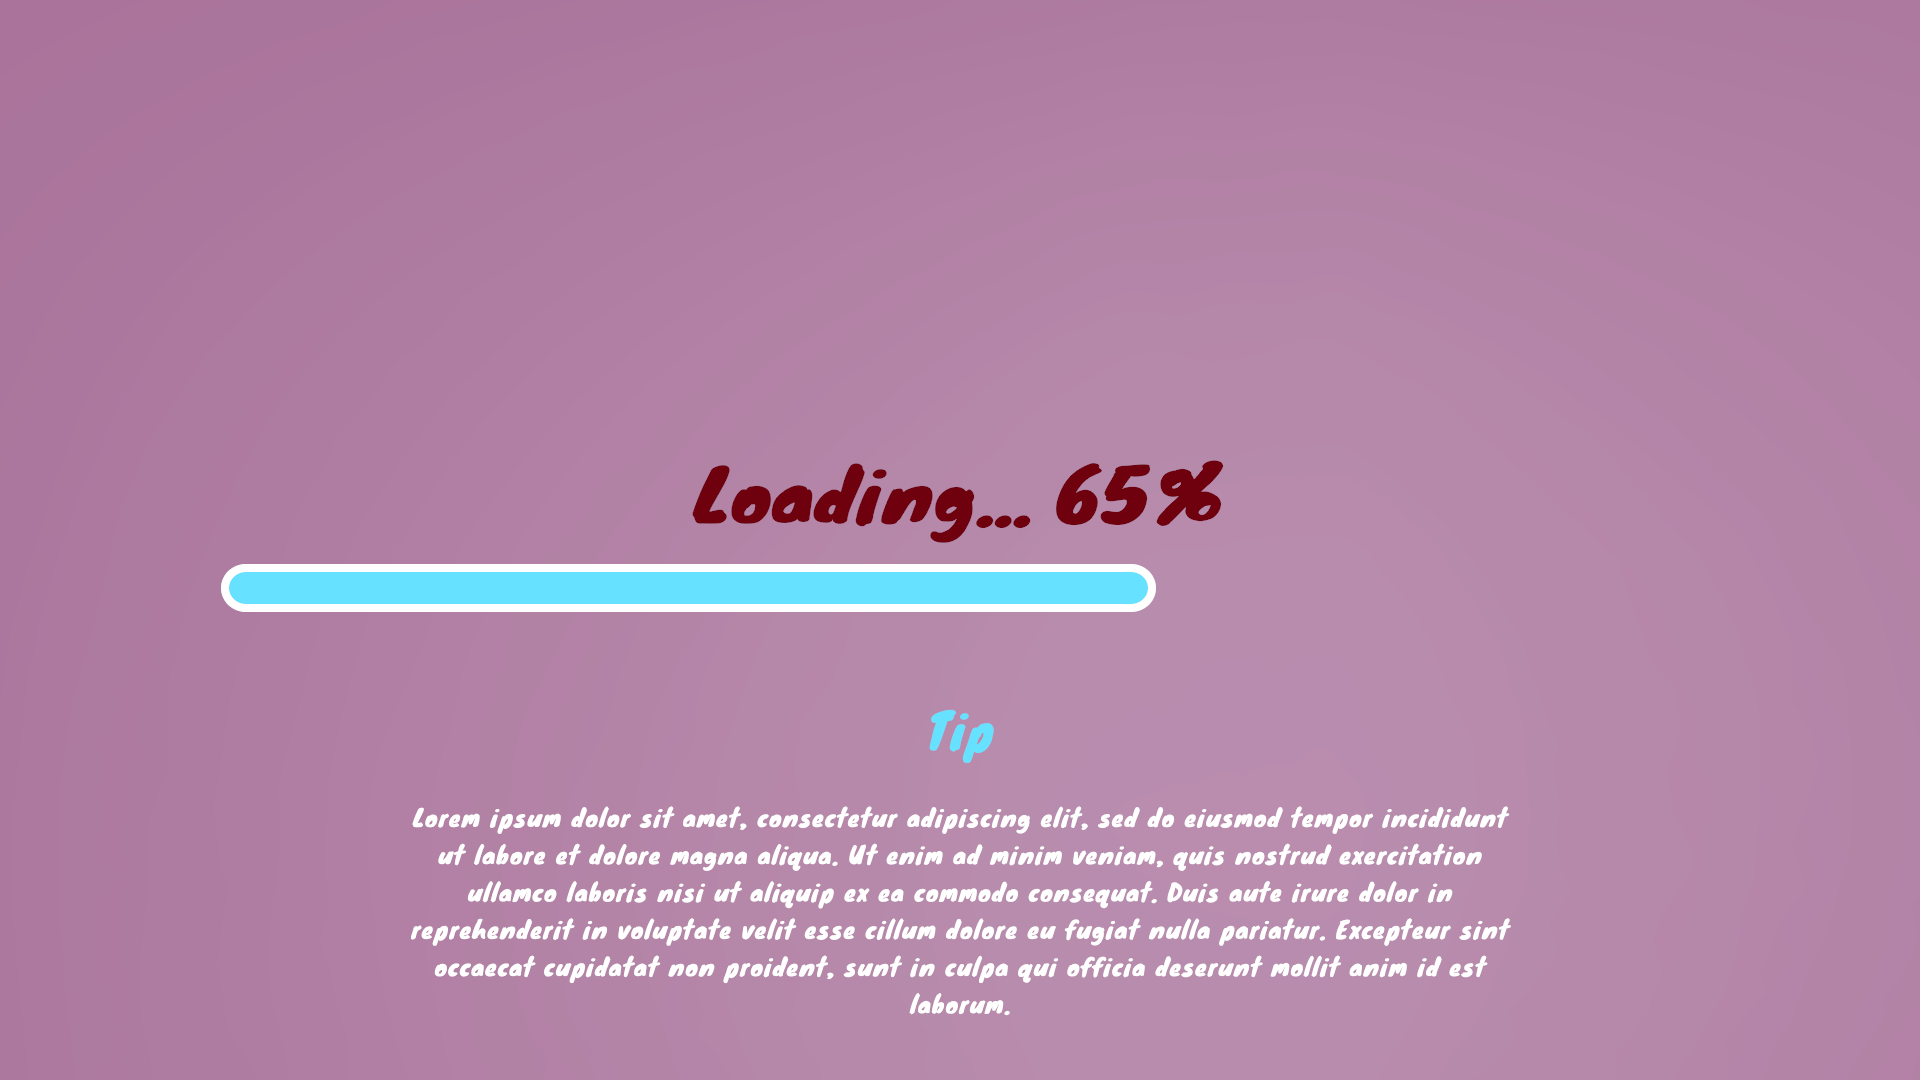 Loading... 65%
Tip
Lorem ipsum dolor sit amet, consectetur adipiscing elit, sed do eiusmod tempor incididunt
ut labore et dolore magna aliqua. Ut enim ad minim veniam, quis nostrud exercitation
ullamco laboris nisi ut aliquip ex ea commodo consequat. Duis aute irure dolor in
reprehenderit in voluptate velit esse cillum dolore eu fugiat nulla pariatur. Excepteur sint
occaecat cupidatat non proident, sunt in culpa qui officia deserunt mollit anim id est
laborum.